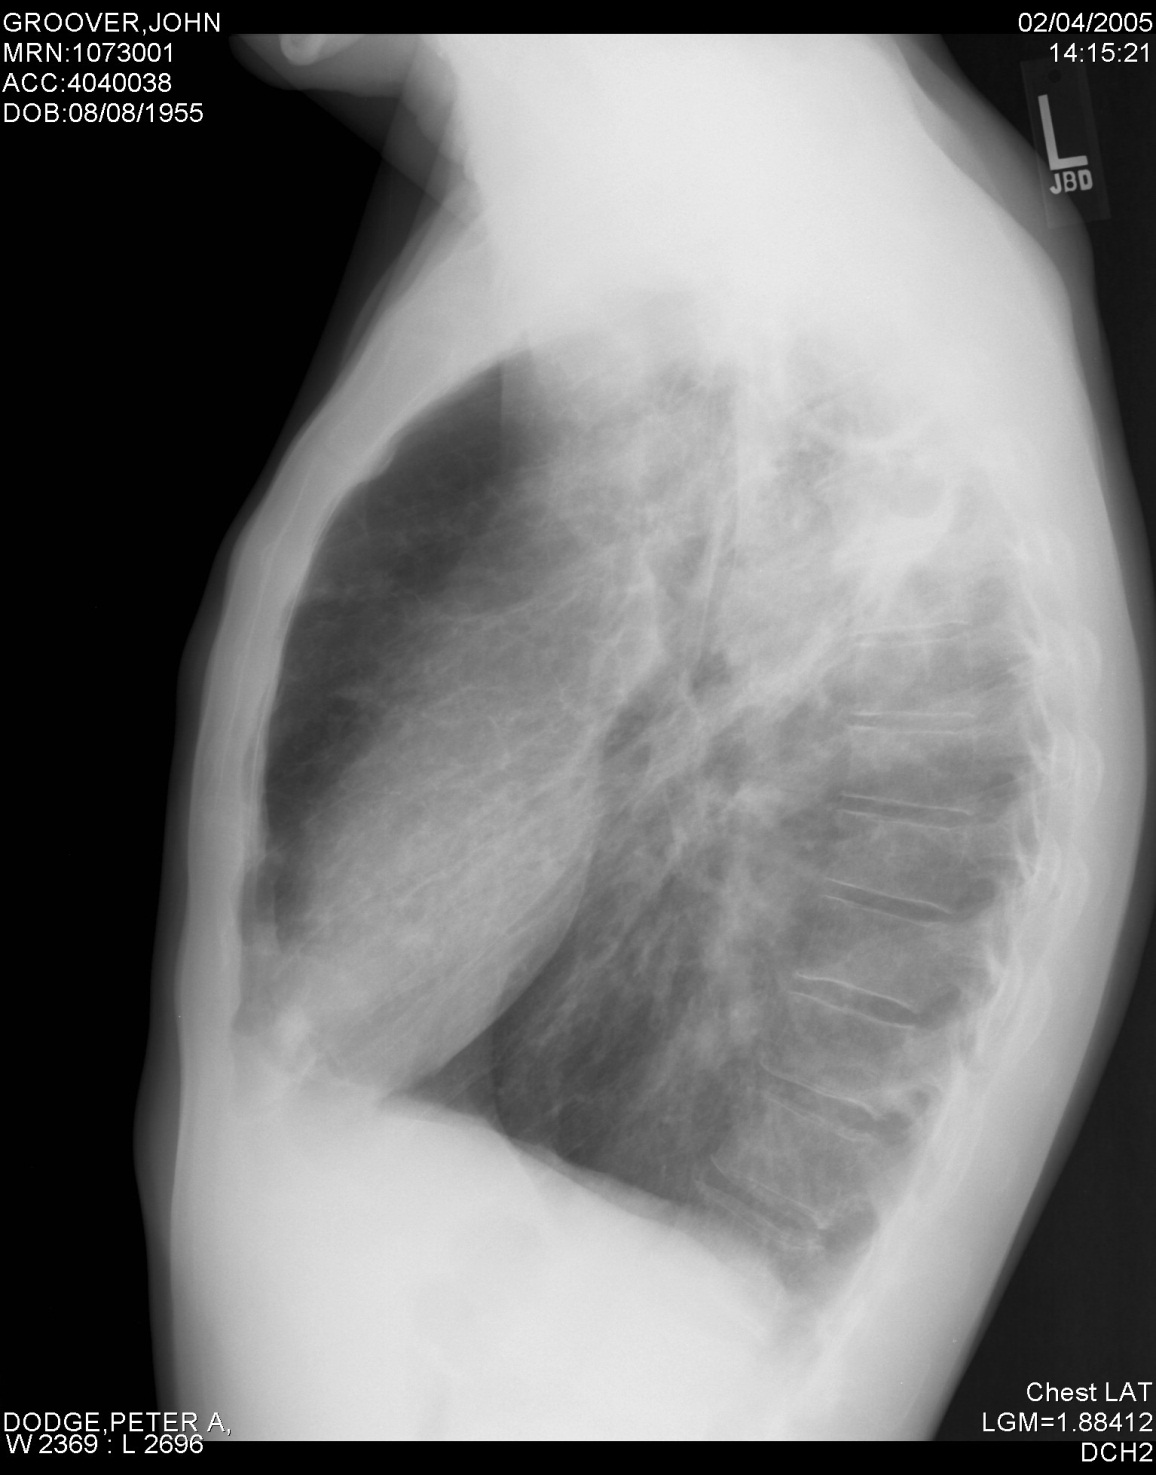 GROOVER,JOHN
MRN:1073001
ACC:4040038
DOB:08/08/1955
02/04/2005
14:15:21
L
JBD
DODGE,PETER A,
W 2369 : L 2696
Chest LAT
LGM=1.88412
DCH2